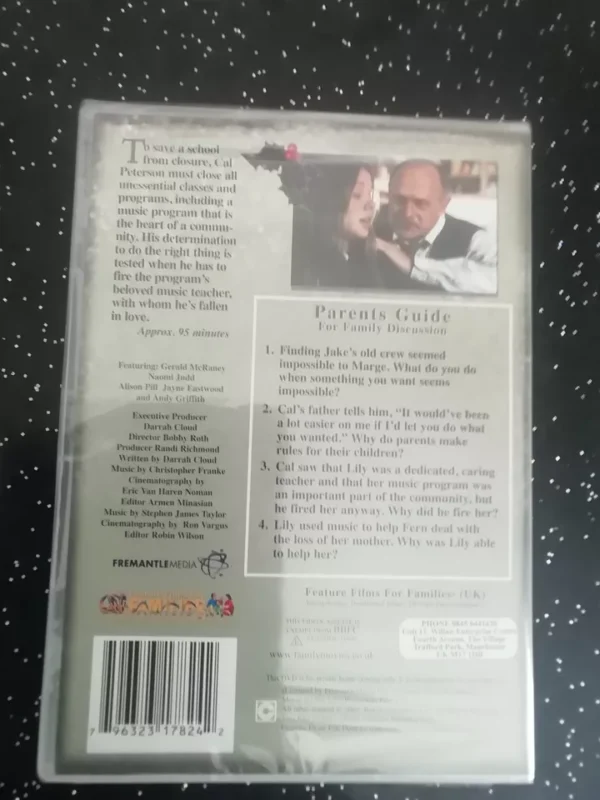 To save a school
from closure, Cal
Peterson must close all
unessential classes and
programs, including a
music program that is
the heart of a commu-
nity. His determination
to do the right thing is
tested when he has to
fire the program's
beloved music teacher,
with whom he's fallen
in love.
Approx. 95 minutes
Featuring: Gerald McRaney
Naomi Judd
Alison Pill Jayne Eastwood
and Andy Griffith
Executive Producer
Darrah Cloud
Director Bobby Roth
Producer Randi Richmond
Written by Darrah Cloud
Music by Christopher Franke
Cinematography by
Eric Van Haren Noman
Editor Armen Minasian
Music by Stephen James Taylor
Cinematography by Ron Vargus
Editor Robin Wilson
FREMANTLEMEDIA
Parents Guide
For Family Discussion
1. Finding Jake's old crew seemed
impossible to Marge. What do you do
when something you want seems
impossible?
2. Cal's father tells him, "It would've been
a lot easier on me if I'd let you do what
you wanted." Why do parents make
rules for their children?
3. Cal saw that Lily was a dedicated, caring
teacher and that her music program was
an important part of the community, but
he fired her anyway. Why did he fire her?
4. Lily used music to help Fern deal with
the loss of her mother. Why was Lily able
to help her?
Feature Films For Families (UK)
Fourth Avenue, The Village
Trafford Park, Manchester
7 96323 17824 2